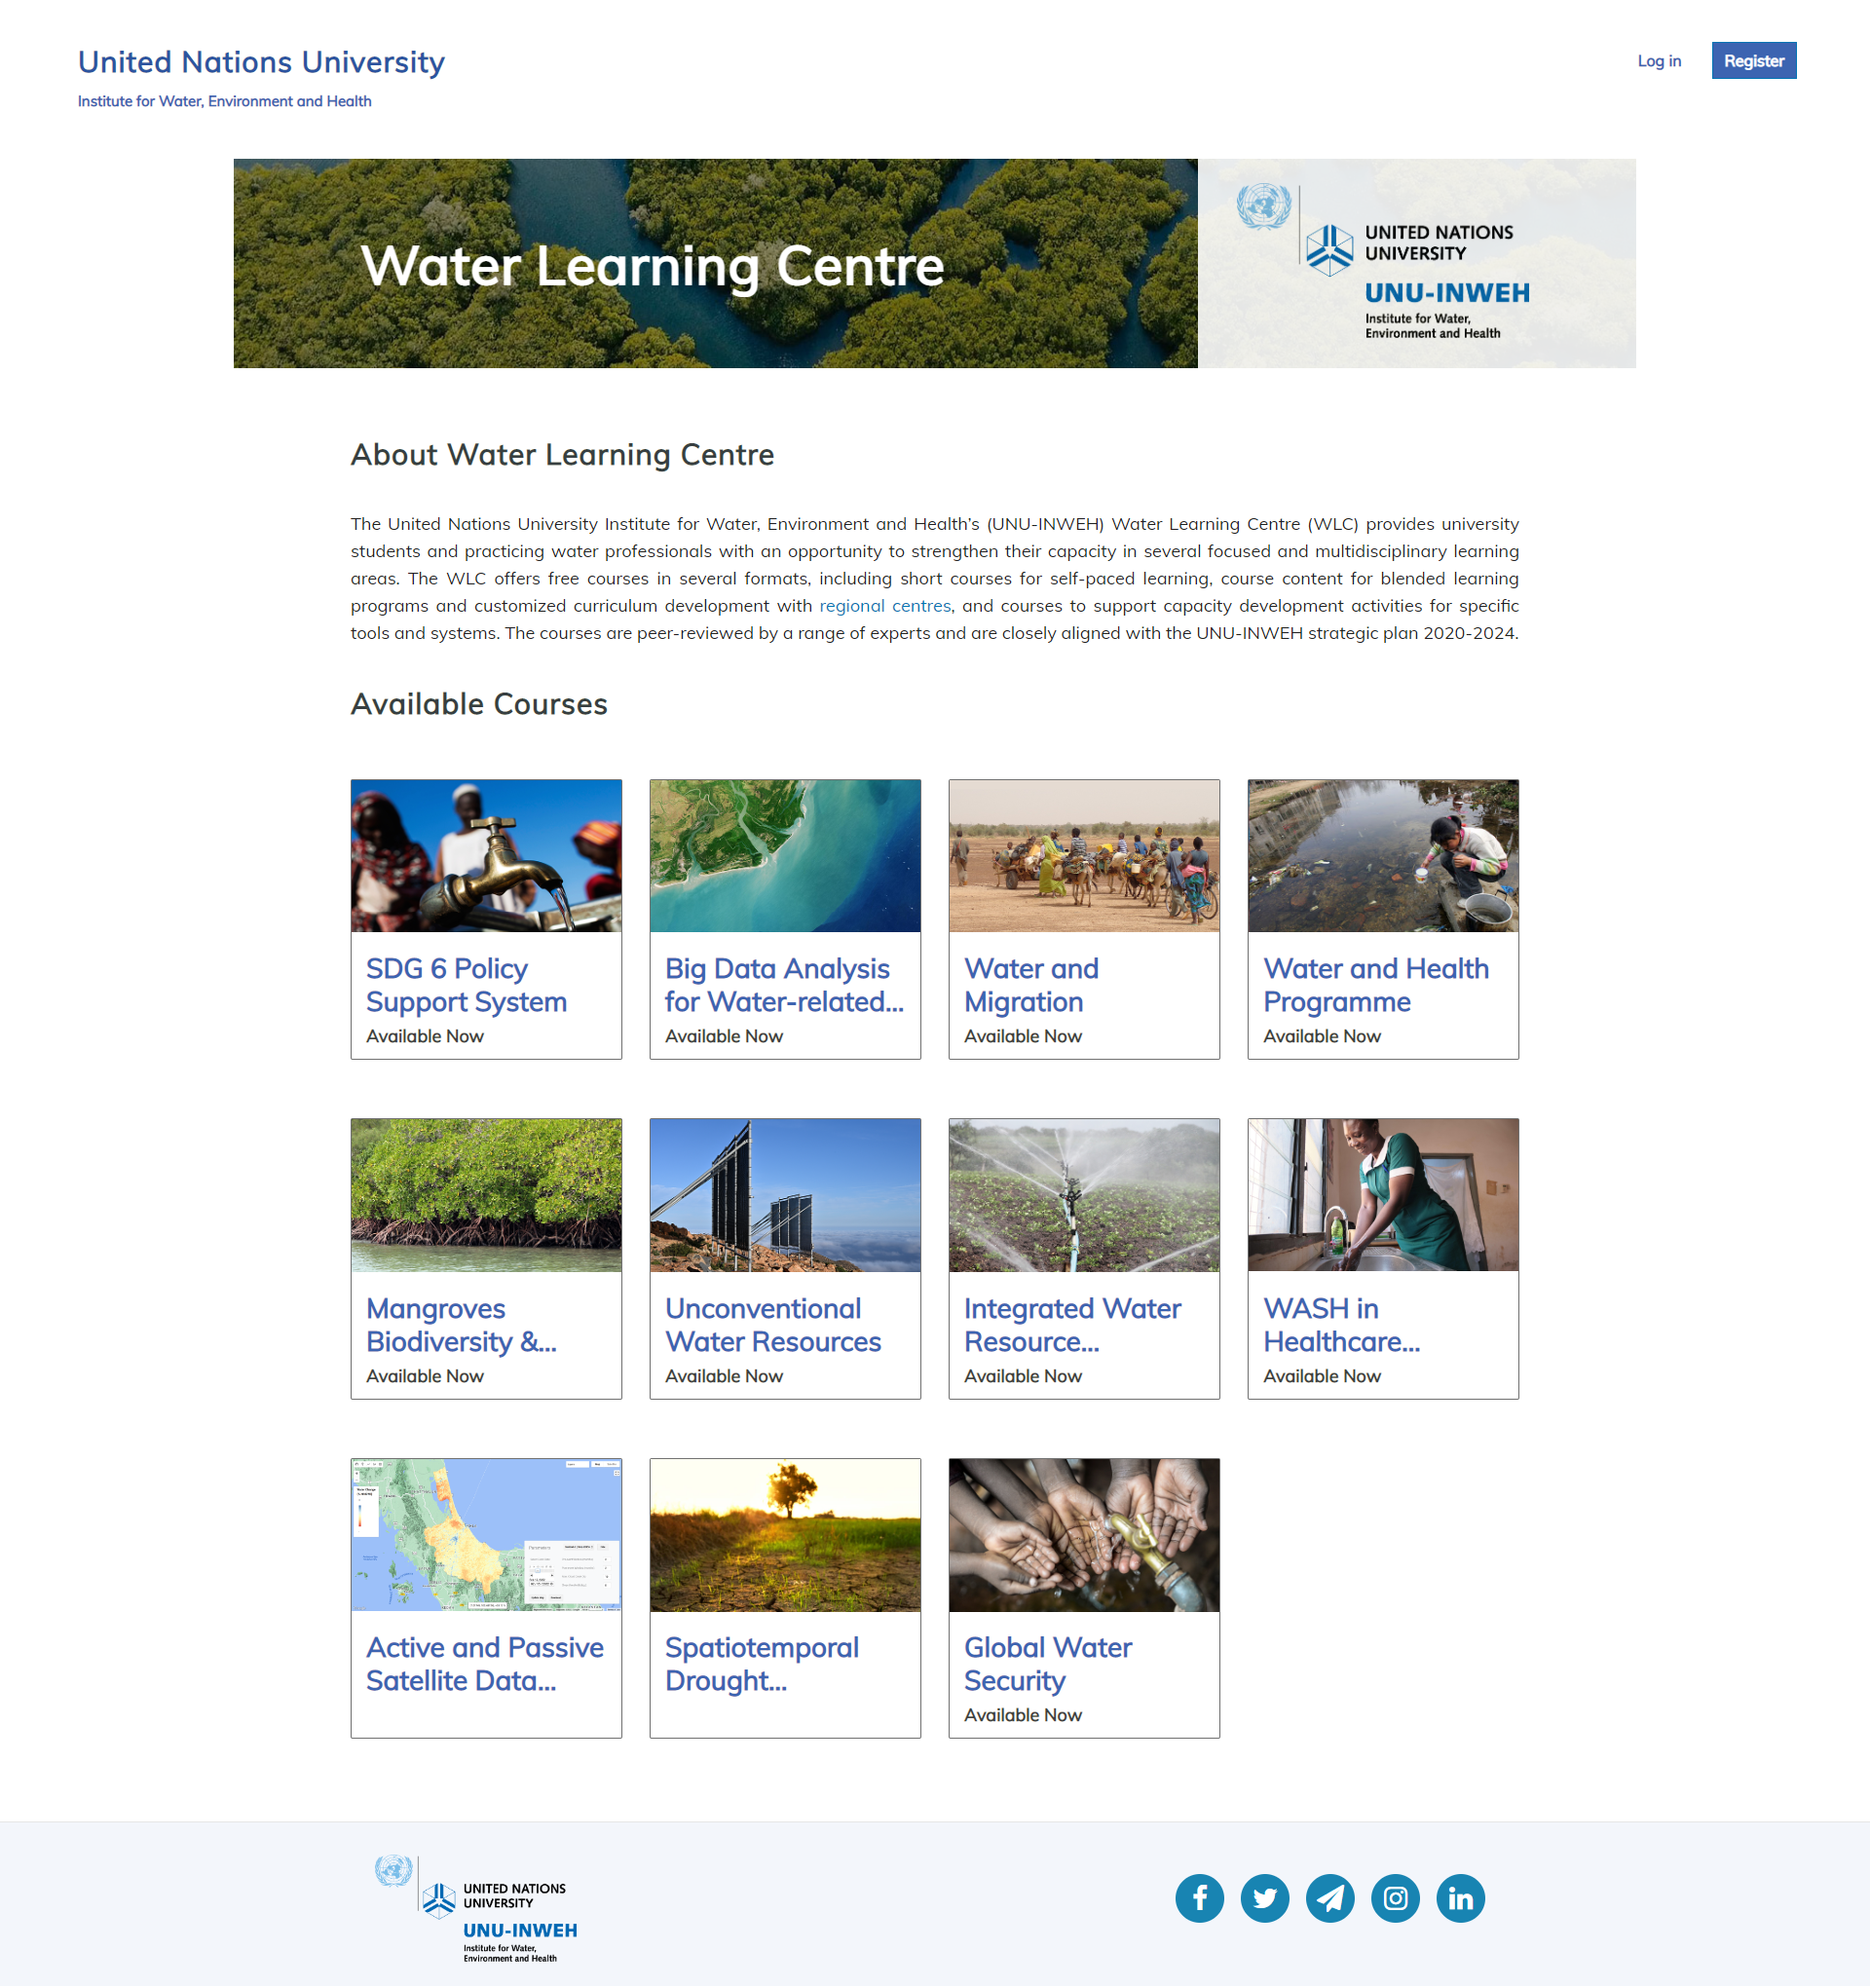 United Nations University
Log in
Register
Institute for Water, Environment and Health
Water Learning Centre
UNITED NATIONS
UNIVERSITY
UNU-INWEH
Institute for Water,
Environment and Health
About Water Learning Centre
The United Nations University Institute for Water, Environment and Health's (UNU-INWEH) Water Learning Centre (WLC) provides university
students and practicing water professionals with an opportunity to strengthen their capacity in several focused and multidisciplinary learning
areas. The WLC offers free courses in several formats, including short courses for self-paced learning, course content for blended learning
programs and customized curriculum development with regional centres, and courses to support capacity development activities for specific
tools and systems. The courses are peer-reviewed by a range of experts and are closely aligned with the UNU-INWEH strategic plan 2020-2024.
Available Courses
SDG 6 Policy
Support System
Available Now
Big Data Analysis
for Water-related...
Available Now
Water and
Migration
Available Now
Water and Health
Programme
Available Now
Mangroves
Biodiversity &...
Available Now
Unconventional
Water Resources
Available Now
Integrated Water
Resource...
Available Now
WASH in
Healthcare...
Available Now
Active and Passive
Satellite Data...
Spatiotemporal
Drought...
Global Water
Security
Available Now
UNITED NATIONS
UNIVERSITY
UNU-INWEH
Institute for Water,
Environment and Health